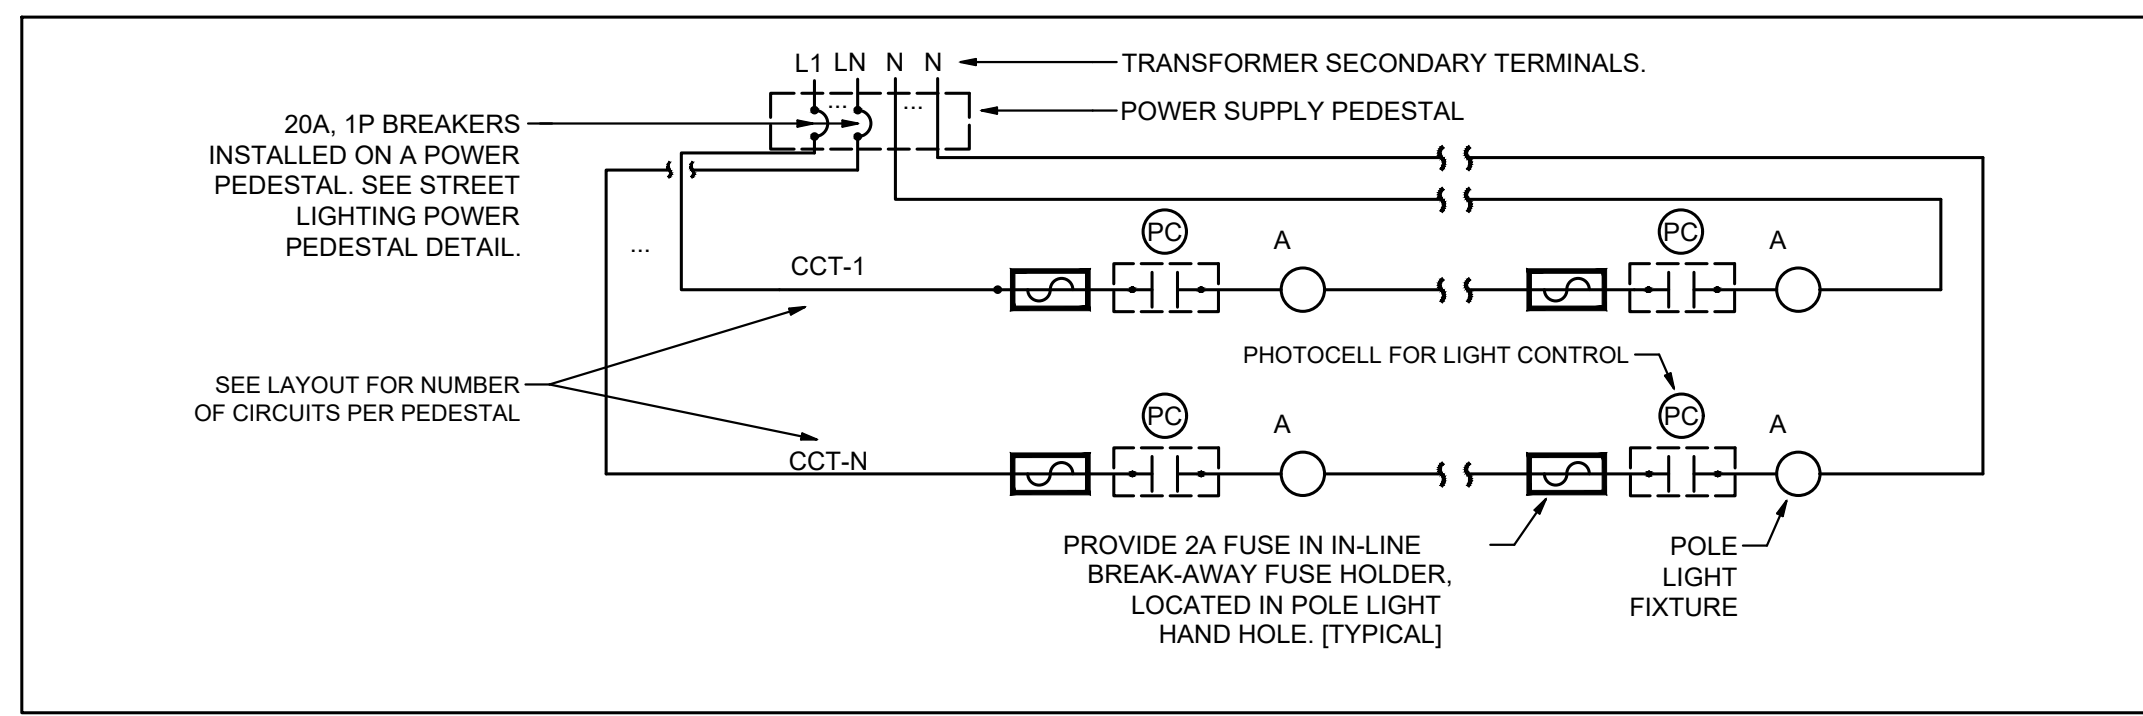 L1 LN N N
TRANSFORMER SECONDARY TERMINALS.
... ...
POWER SUPPLY PEDESTAL
20A, 1P BREAKERS
INSTALLED ON A POWER
PEDESTAL. SEE STREET
LIGHTING POWER
PEDESTAL DETAIL.
...
PC A PC A
CCT-1
PHOTOCELL FOR LIGHT CONTROL
SEE LAYOUT FOR NUMBER
OF CIRCUITS PER PEDESTAL
PC A PC A
CCT-N
PROVIDE 2A FUSE IN IN-LINE
BREAK-AWAY FUSE HOLDER,
LOCATED IN POLE LIGHT
HAND HOLE. [TYPICAL]
POLE
LIGHT
FIXTURE